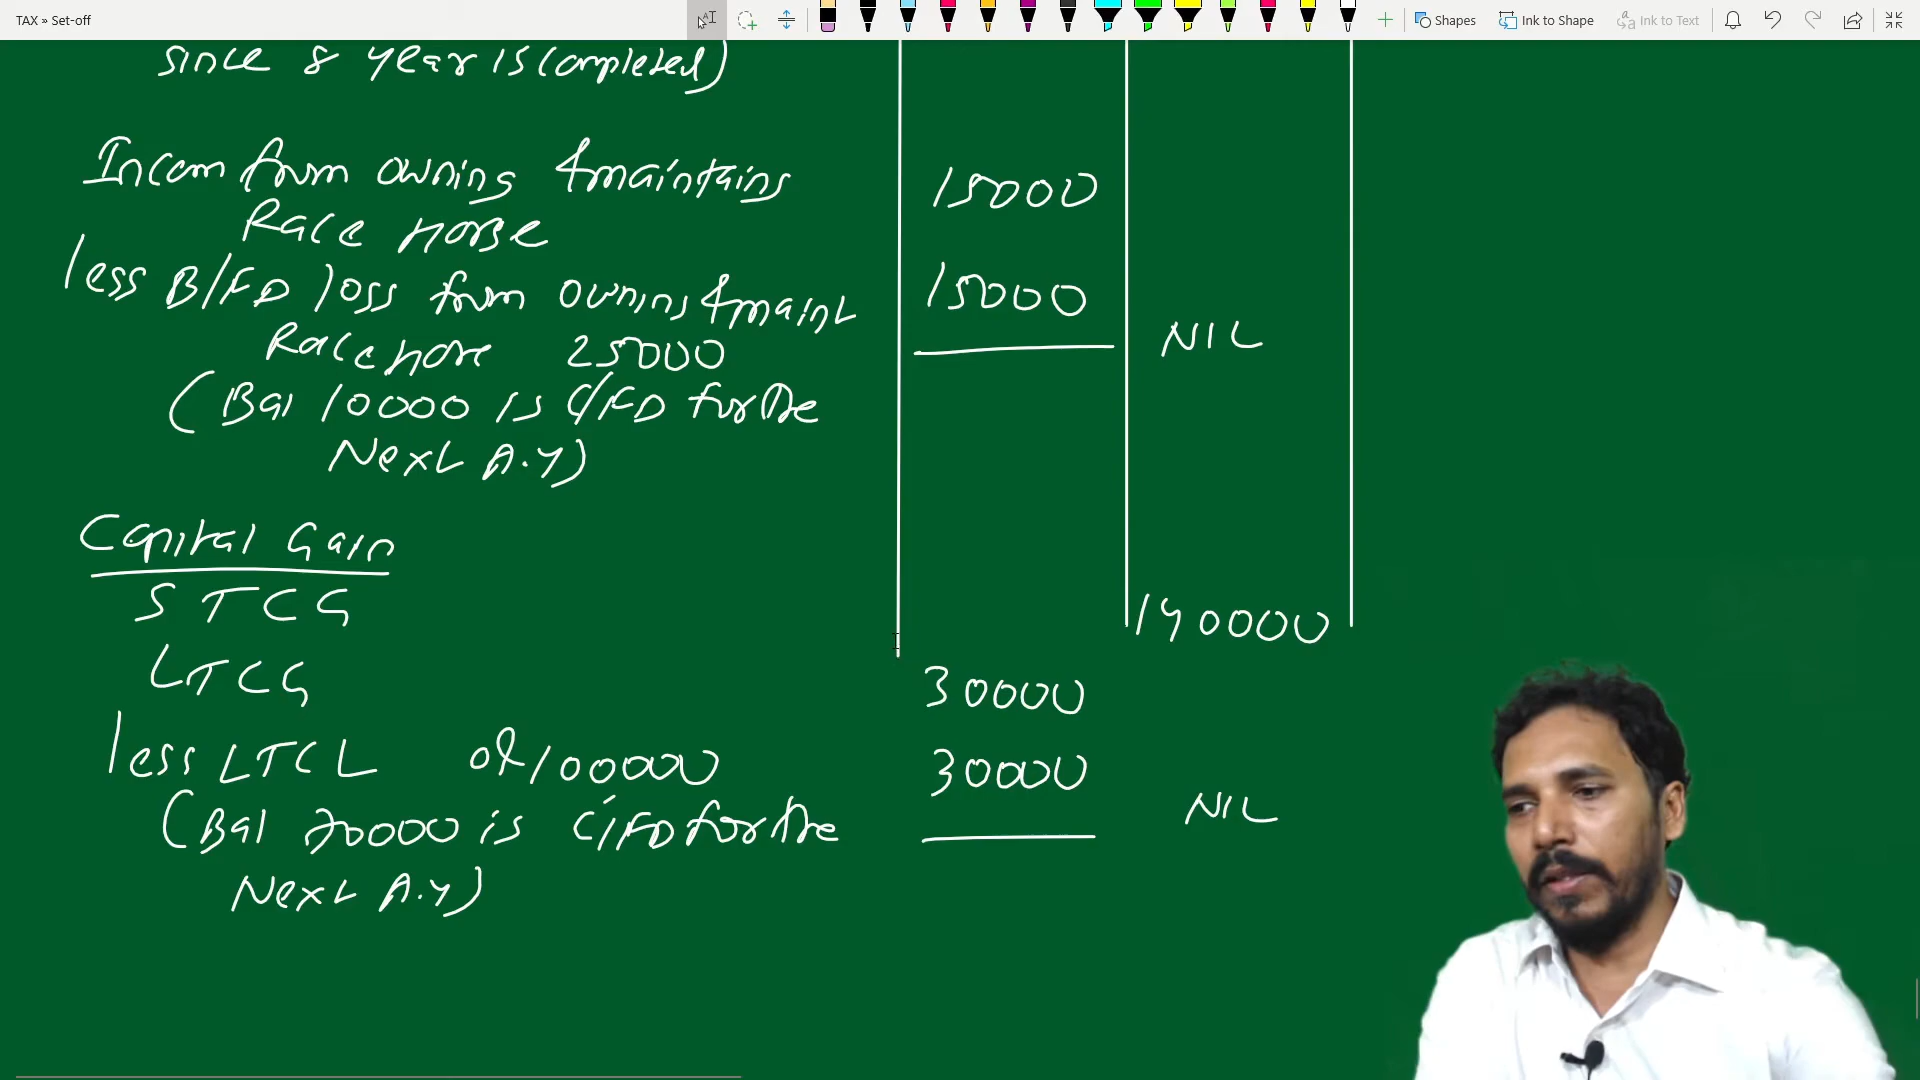 TAX » Set-off
Shapes Ink to Shape Ink to Text
since 8 year is completed)
Incom from owning & maintains 15000
Race horse
less B/FD loss from owning & maint 15000
Race hore 25000 NIL
(Bal 10000 is C/FD for the
Next A.Y)
Capital Gain
STCG 140000
LTCG 30000
less LTCL of 100000 30000
(Bal 70000 is C/FD for the NIL
Next A.Y)